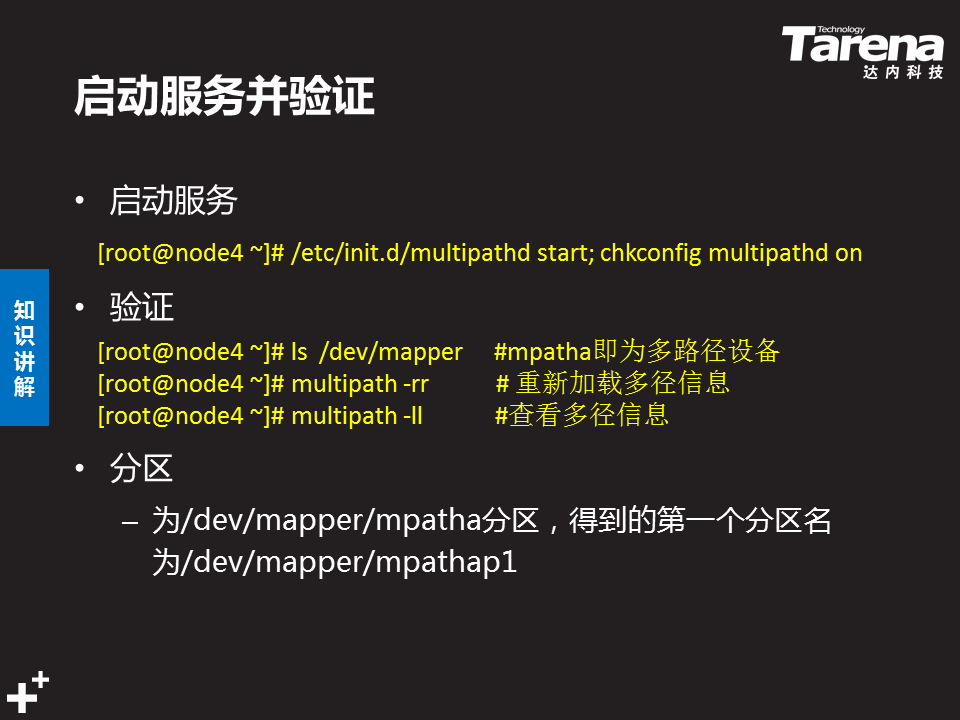 Technology
Tarena
达内科技
启动服务并验证
• 启动服务
[root@node4 ~]# /etc/init.d/multipathd start; chkconfig multipathd on
• 验证
[root@node4 ~]# ls /dev/mapper #mpatha即为多路径设备
[root@node4 ~]# multipath -rr # 重新加载多径信息
[root@node4 ~]# multipath -ll #查看多径信息
• 分区
– 为/dev/mapper/mpatha分区，得到的第一个分区名
为/dev/mapper/mpathap1
知
识
讲
解